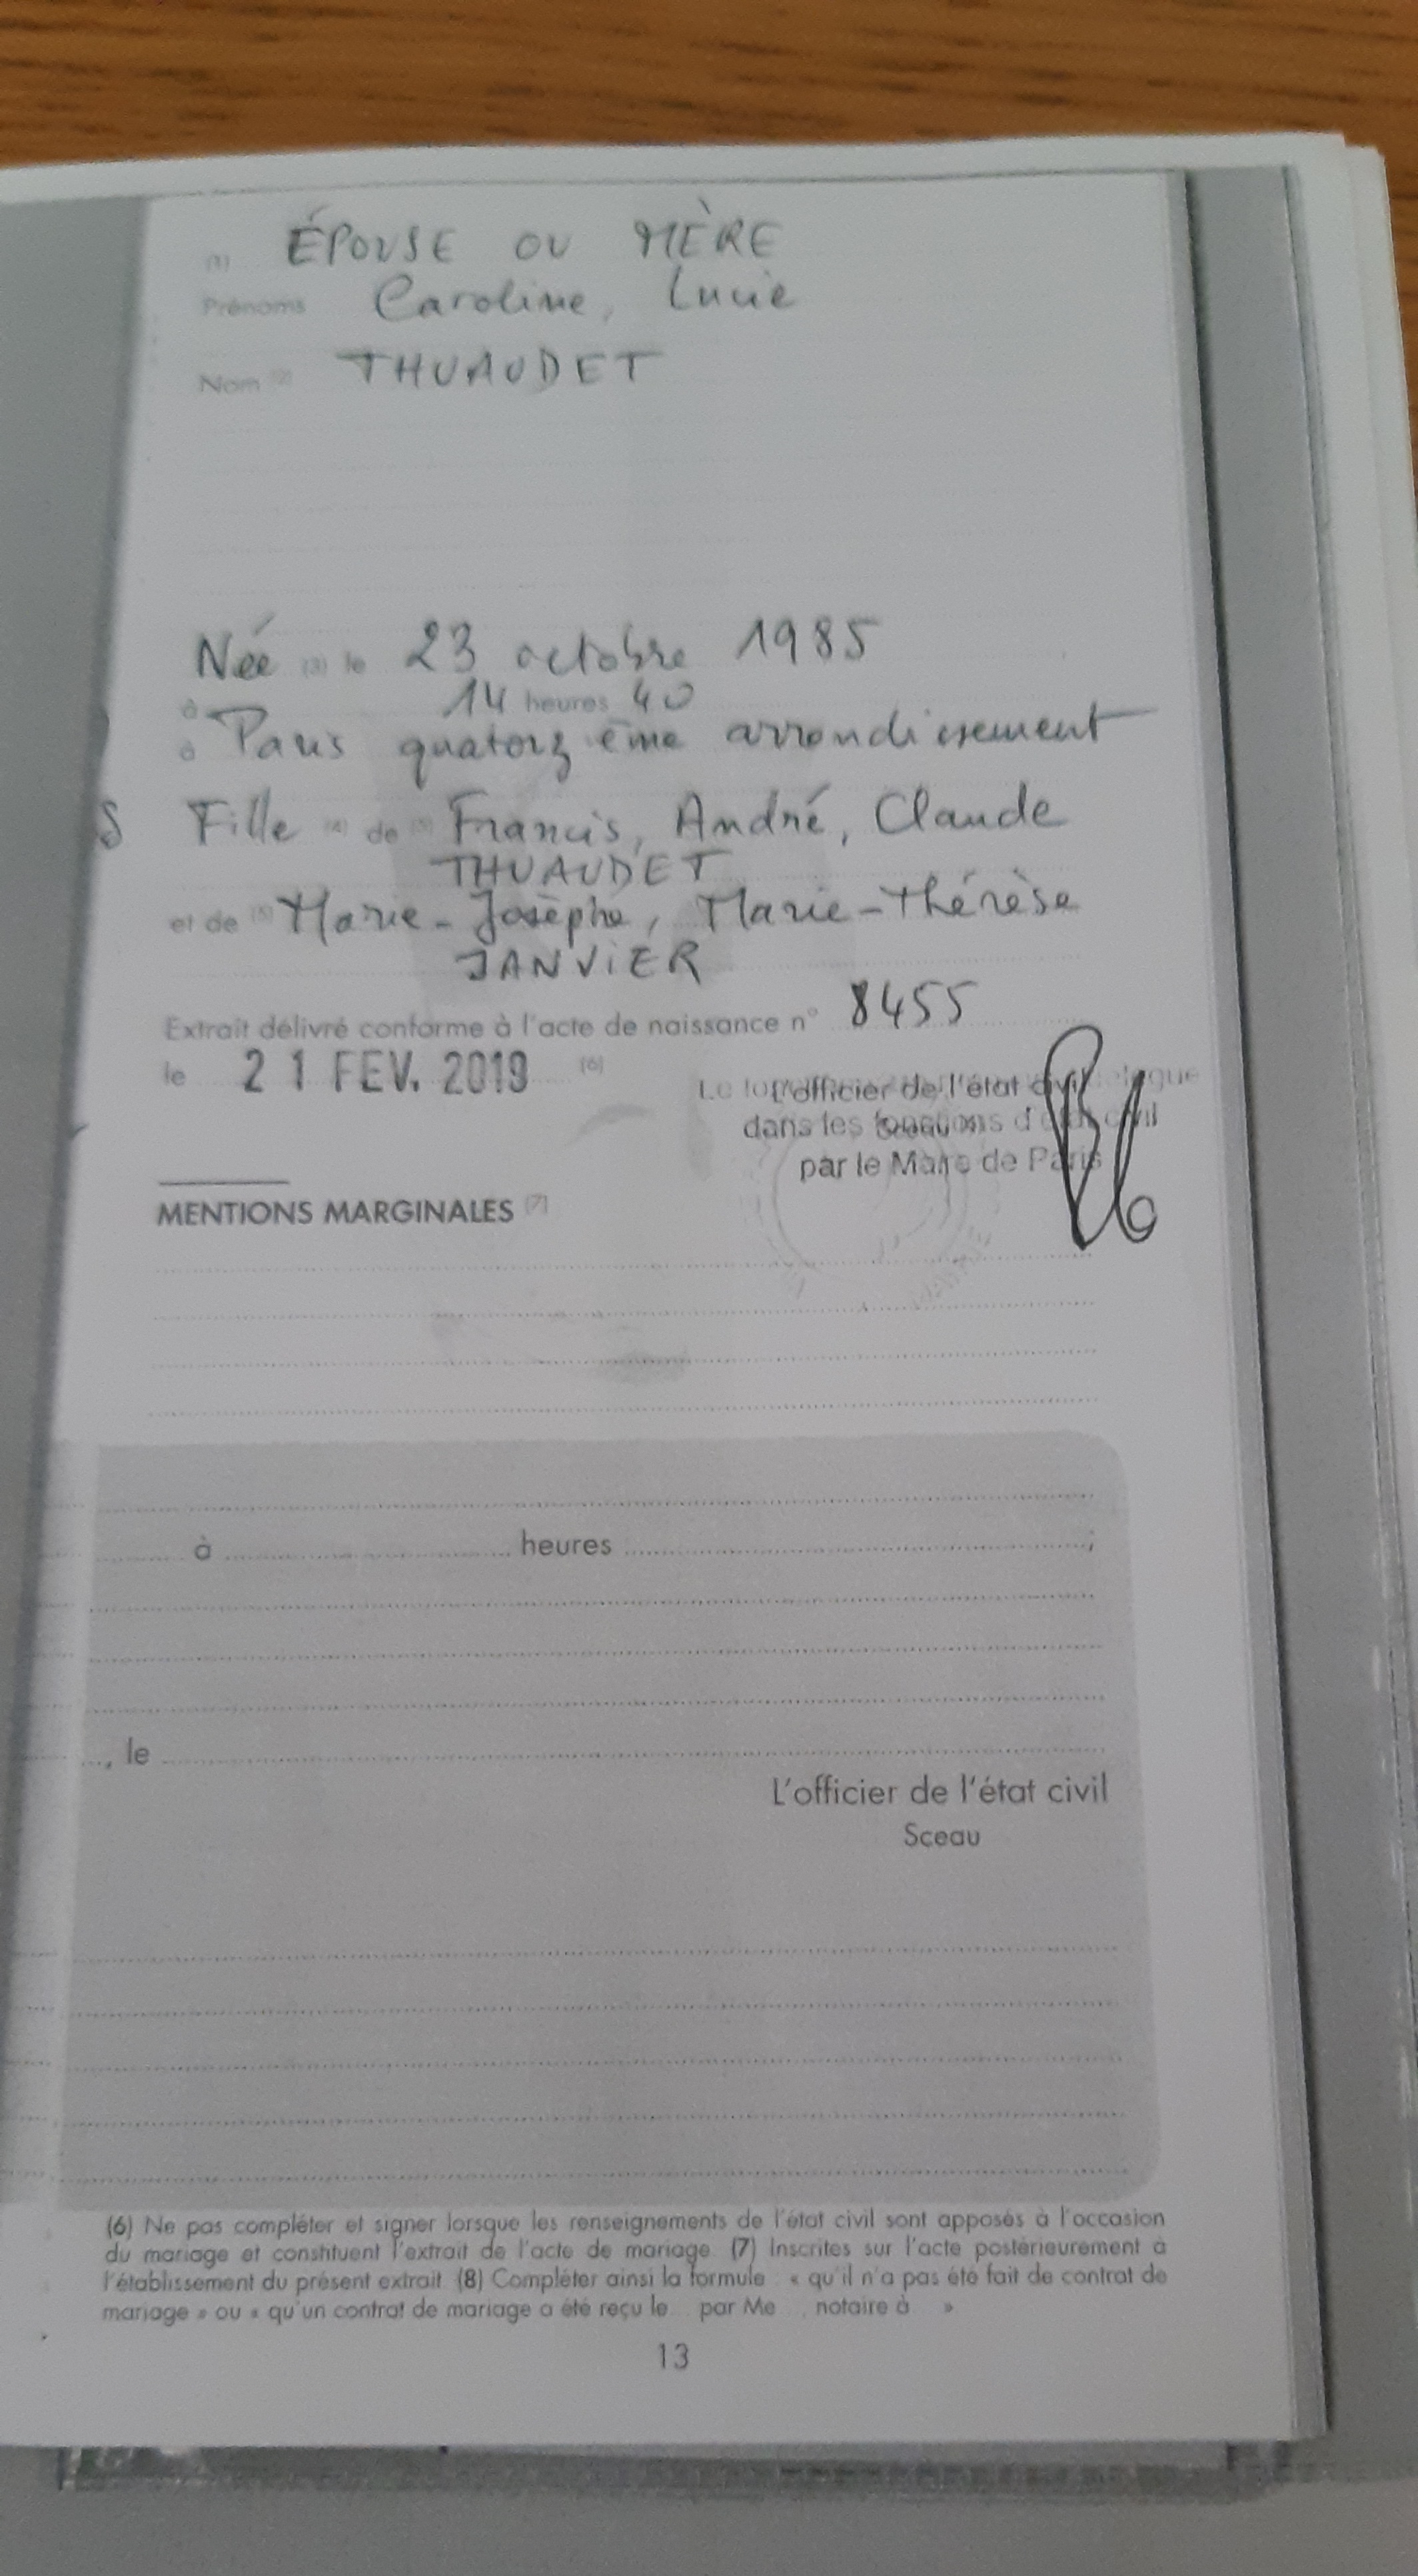 (1) ÉPOUSE OU MÈRE
Prénoms Caroline, Lucie
Nom (2) THUAUDET
Née (3) le 23 octobre 1985
à 14 heures 40
à Paris quatorzième arrondissement
Fille (4) de (5) Francis, André, Claude
THUAUDET
et de (5) Marie-Josèphe, Marie-Thérèse
JANVIER
Extrait délivré conforme à l'acte de naissance n° 8455
le 21 FEV. 2019 (6)
L'officier de l'état civil
dans les fonctions d'état civil
par le Maire de Paris
MENTIONS MARGINALES (7)
à heures ;
, le
L'officier de l'état civil
Sceau
(6) Ne pas compléter et signer lorsque les renseignements de l'état civil sont apposés à l'occasion
du mariage et constituent l'extrait de l'acte de mariage. (7) Inscrites sur l'acte postérieurement à
l'établissement du présent extrait. (8) Compléter ainsi la formule : « qu'il n'a pas été fait de contrat de
mariage » ou « qu'un contrat de mariage a été reçu le... par Me..., notaire à... »
13